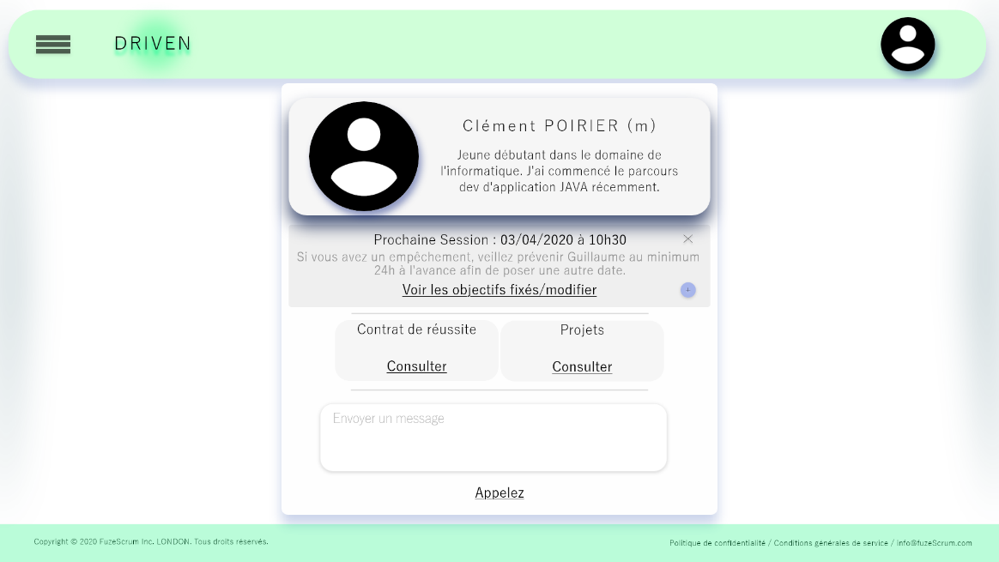 DRIVEN
Clément POIRIER (m)
Jeune débutant dans le domaine de
l'informatique. J'ai commencé le parcours
dev d'application JAVA récemment.
Prochaine Session : 03/04/2020 à 10h30
Si vous avez un empêchement, veillez prévenir Guillaume au minimum
24h à l'avance afin de poser une autre date.
Voir les objectifs fixés/modifier
+
Contrat de réussite
Projets
Consulter
Consulter
Envoyer un message
Appelez
Copyright © 2020 FuzeScrum Inc. LONDON. Tous droits réservés.
Politique de confidentialité / Conditions générales de service / info@fuzeScrum.com